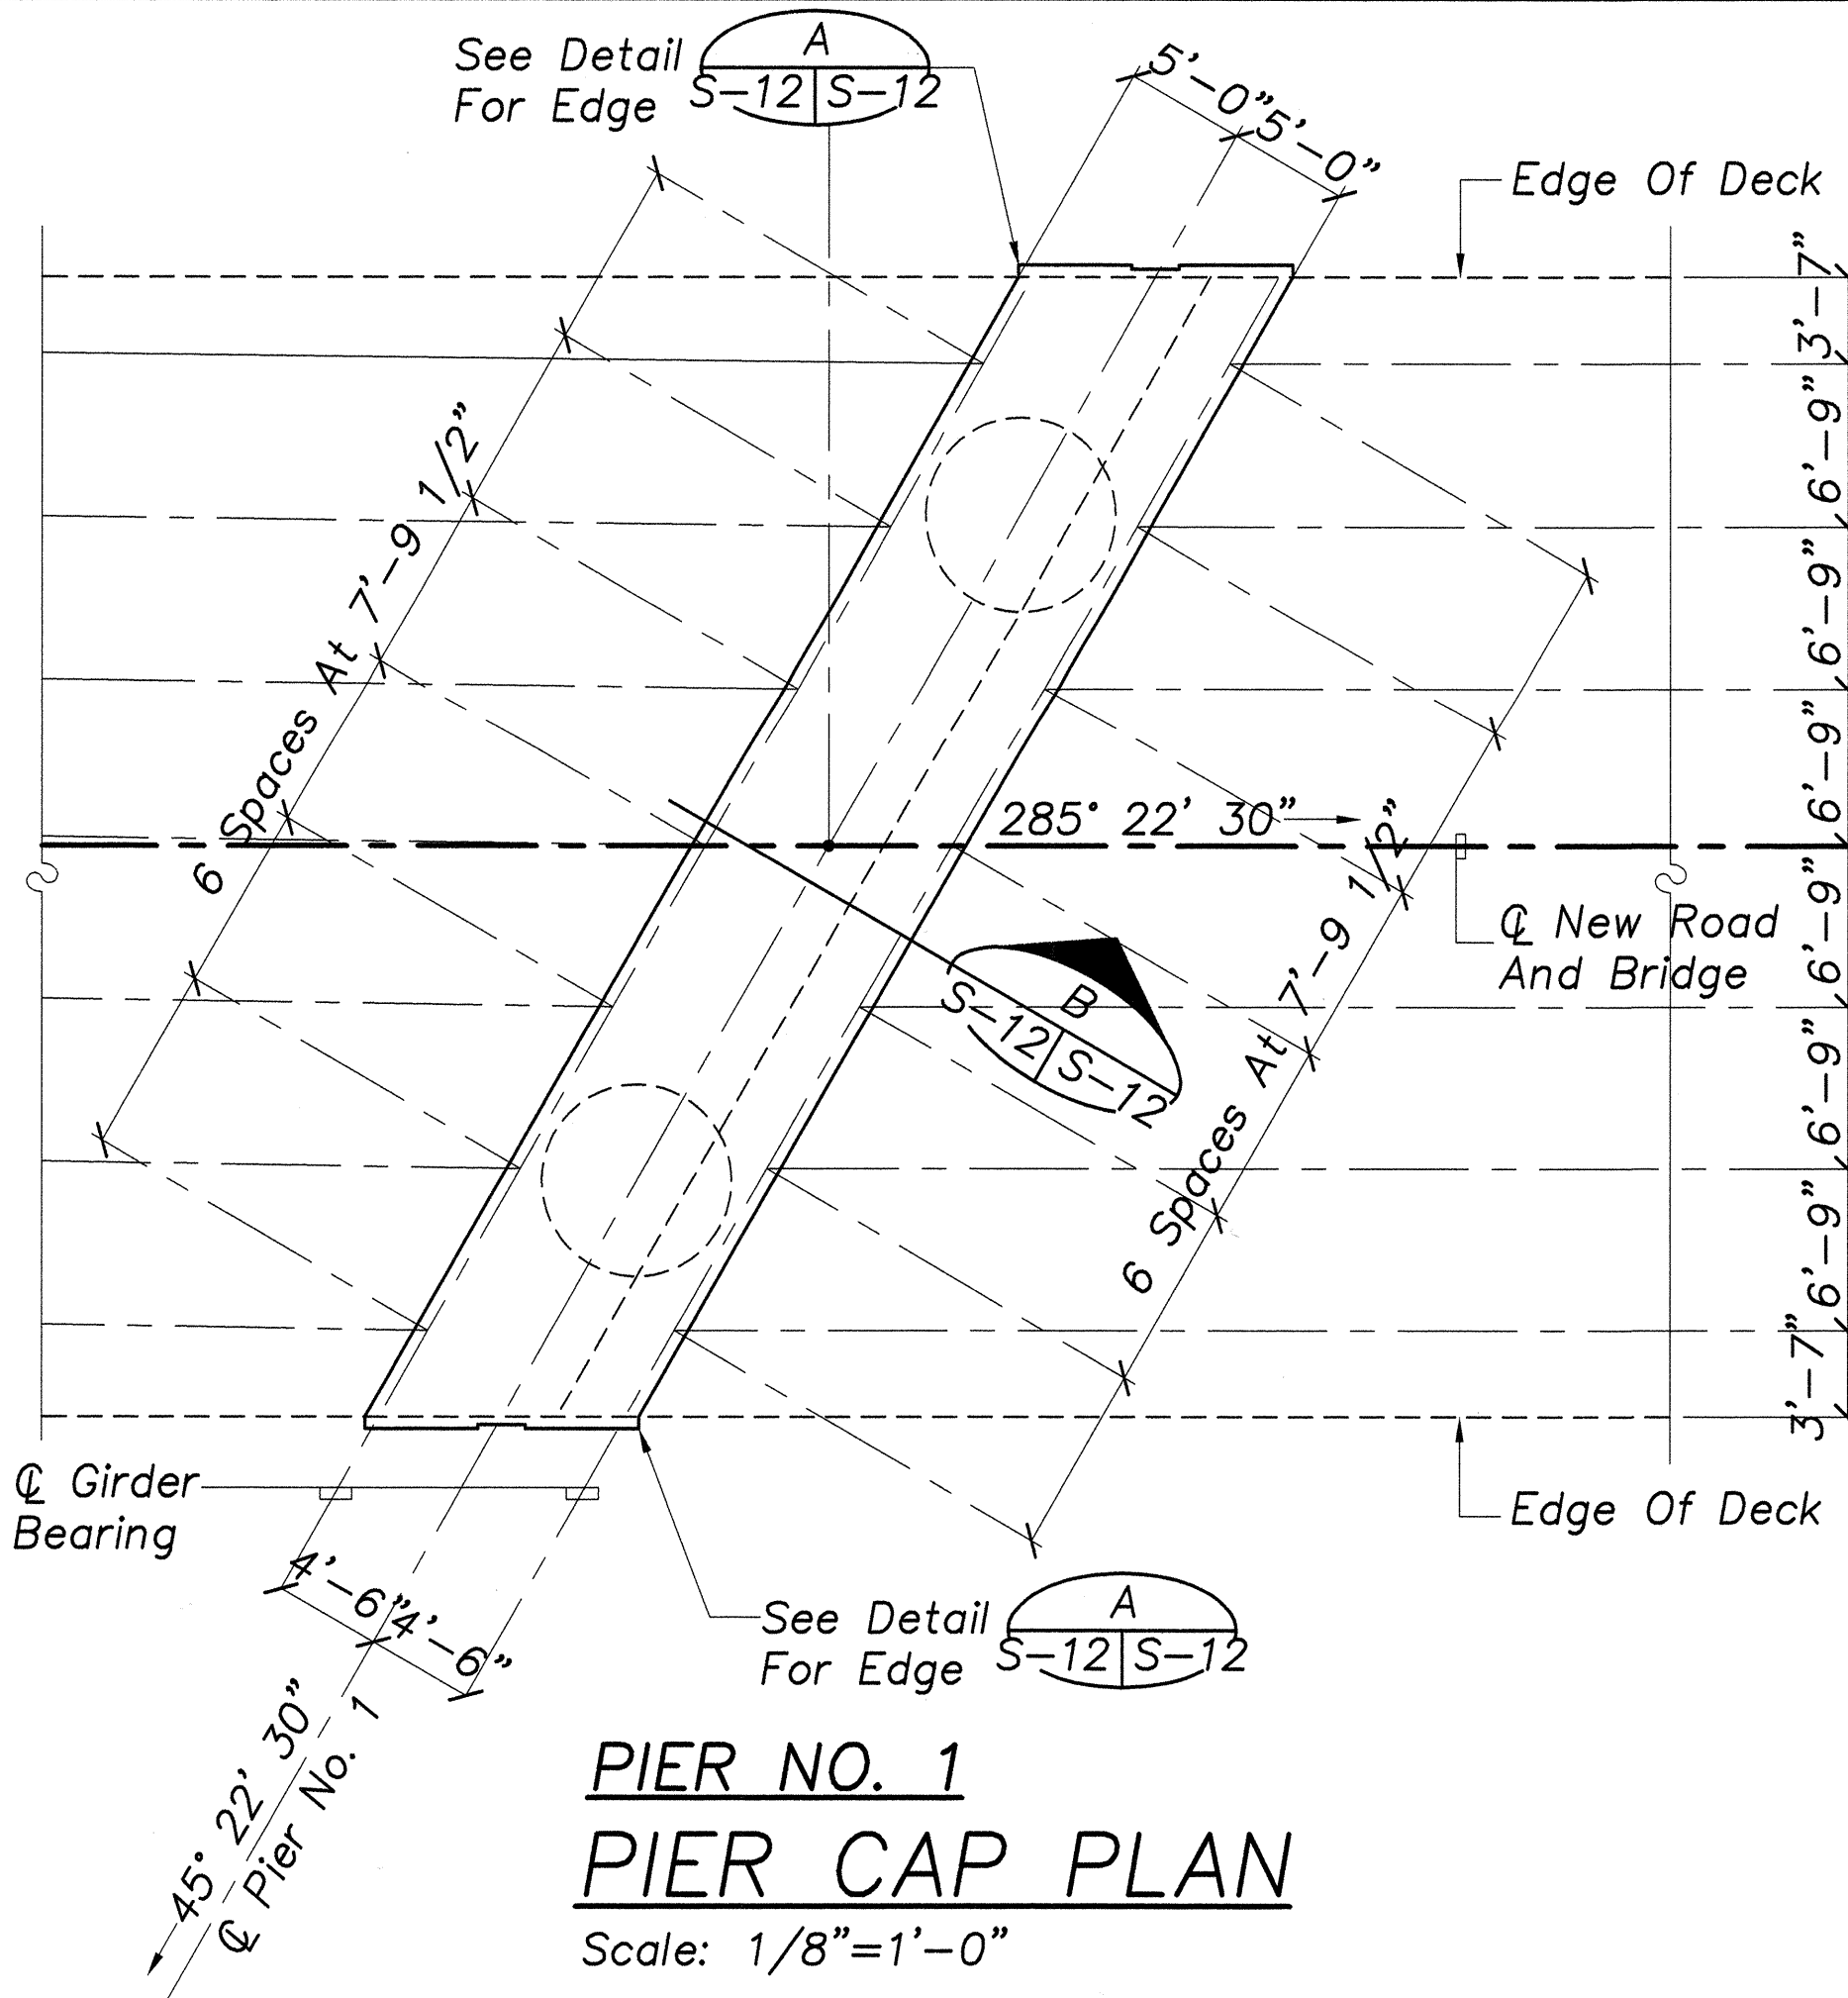 See Detail
For Edge
A
S-12 S-12
5'-0" 5'-0"
Edge Of Deck
3'-7"
6'-9"
6'-9"
6'-9"
6'-9"
6'-9"
6'-9"
3'-7"
6 Spaces At 7'-9 1/2"
285° 22' 30"
℄ New Road
And Bridge
B
S-12 S-12
6 Spaces At 7'-9 1/2"
℄ Girder
Bearing
Edge Of Deck
4'-6" 4'-6"
See Detail
For Edge
A
S-12 S-12
45° 22' 30"
℄ Pier No. 1
PIER NO. 1
PIER CAP PLAN
Scale: 1/8"=1'-0"